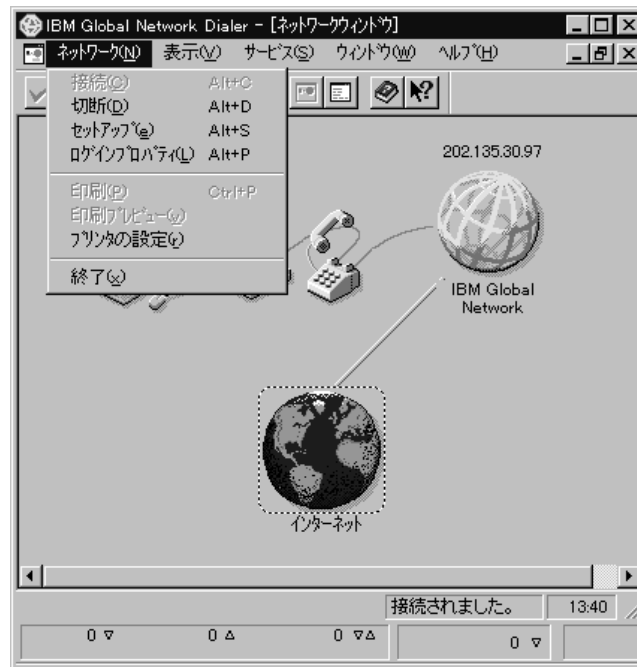 IBM Global Network Dialer - [ネットワークウィンドウ]
ネットワーク(N) 表示(V) サービス(S) ウィンドウ(W) ヘルプ(H)
接続(C) Alt+C
切断(D) Alt+D
セットアップ(e) Alt+S
ログインプロパティ(L) Alt+P
印刷(P) Ctrl+P
印刷プレビュー(w)
プリンタの設定(r)
終了(x)
202.135.30.97
IBM Global
Network
インターネット
接続されました。 13:40
0 ▽ 0 △ 0 ▽△ 0 ▽